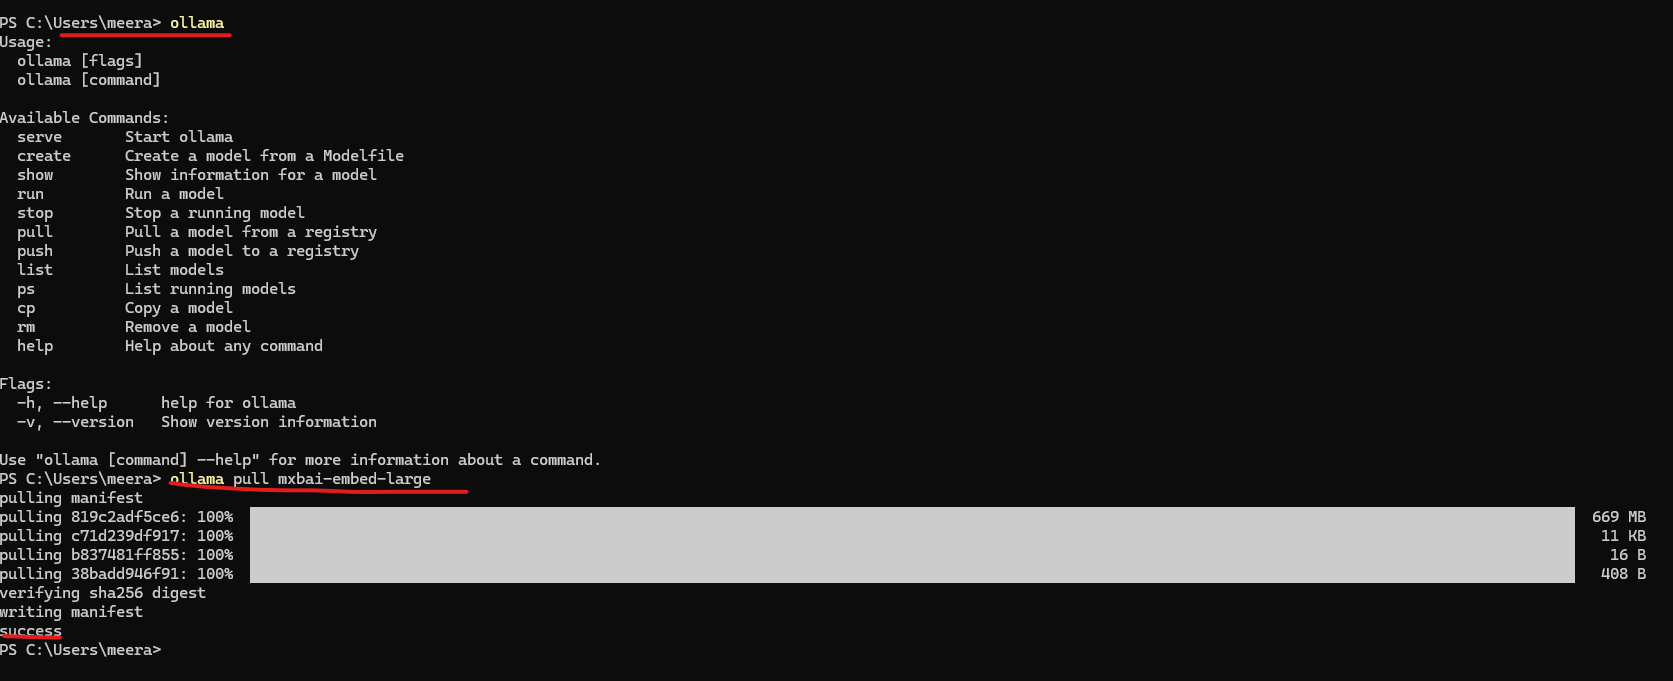 PS C:\Users\meera> ollama
Usage:
  ollama [flags]
  ollama [command]

Available Commands:
  serve       Start ollama
  create      Create a model from a Modelfile
  show        Show information for a model
  run         Run a model
  stop        Stop a running model
  pull        Pull a model from a registry
  push        Push a model to a registry
  list        List models
  ps          List running models
  cp          Copy a model
  rm          Remove a model
  help        Help about any command

Flags:
  -h, --help      help for ollama
  -v, --version   Show version information

Use "ollama [command] --help" for more information about a command.
PS C:\Users\meera> ollama pull mxbai-embed-large
pulling manifest
pulling 819c2adf5ce6: 100% 669 MB
pulling c71d239df917: 100% 11 KB
pulling b837481ff855: 100% 16 B
pulling 38badd946f91: 100% 408 B
verifying sha256 digest
writing manifest
success
PS C:\Users\meera>